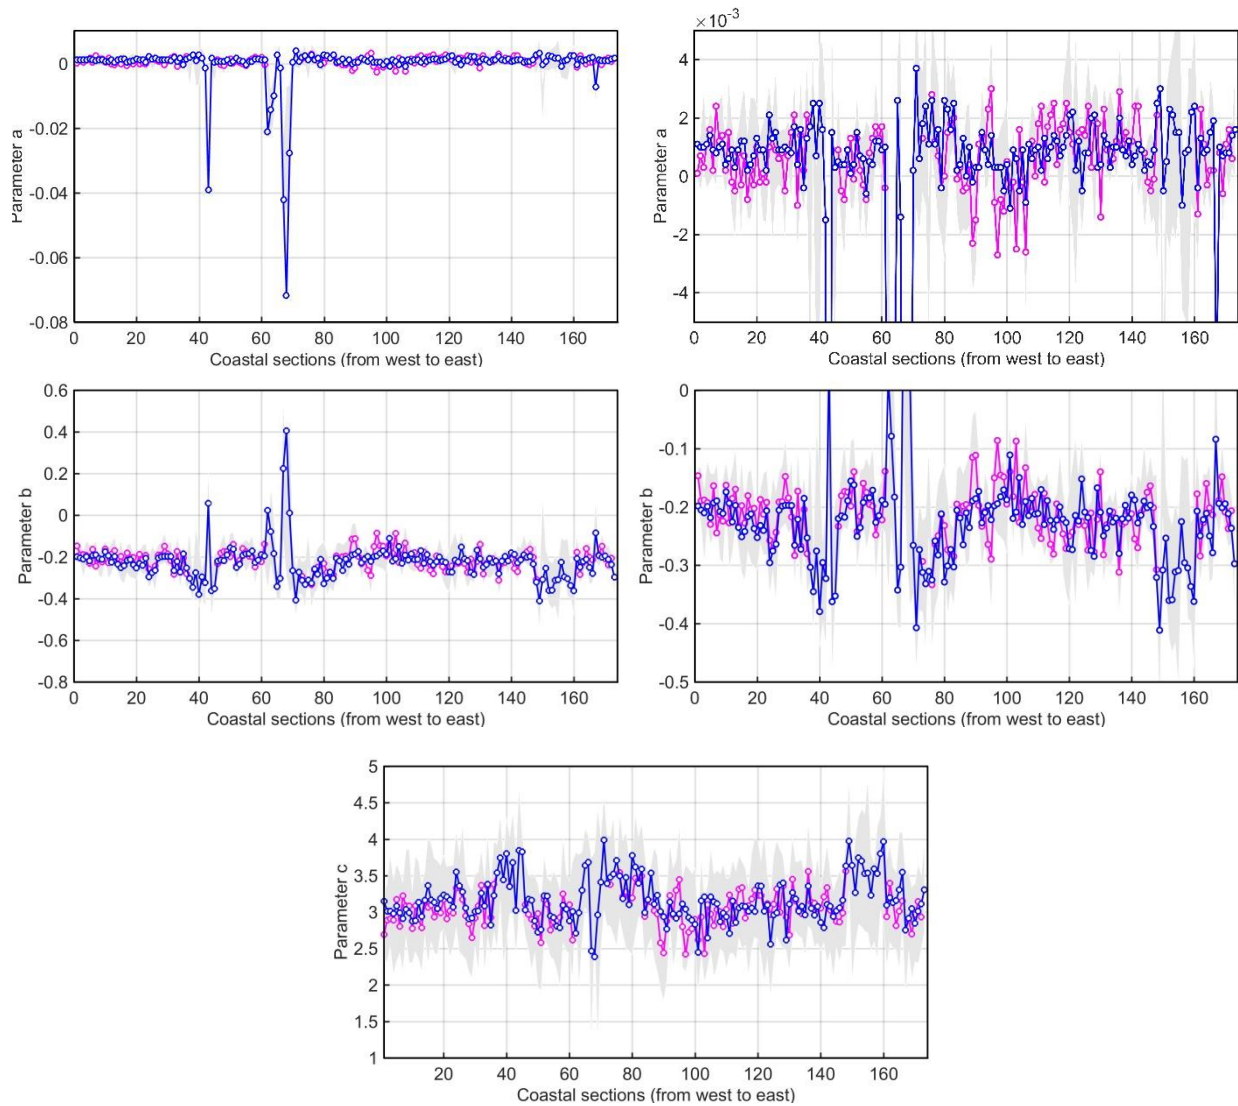 0
-0.02
-0.04
-0.06
-0.08
Parameter a
0 20 40 60 80 100 120 140 160
Coastal sections (from west to east)
×10⁻³
4
2
0
-2
-4
Parameter a
0 20 40 60 80 100 120 140 160
Coastal sections (from west to east)
0.6
0.4
0.2
0
-0.2
-0.4
-0.6
-0.8
Parameter b
0 20 40 60 80 100 120 140 160
Coastal sections (from west to east)
0
-0.1
-0.2
-0.3
-0.4
-0.5
Parameter b
0 20 40 60 80 100 120 140 160
Coastal sections (from west to east)
5
4.5
4
3.5
3
2.5
2
1.5
1
Parameter c
20 40 60 80 100 120 140 160
Coastal sections (from west to east)